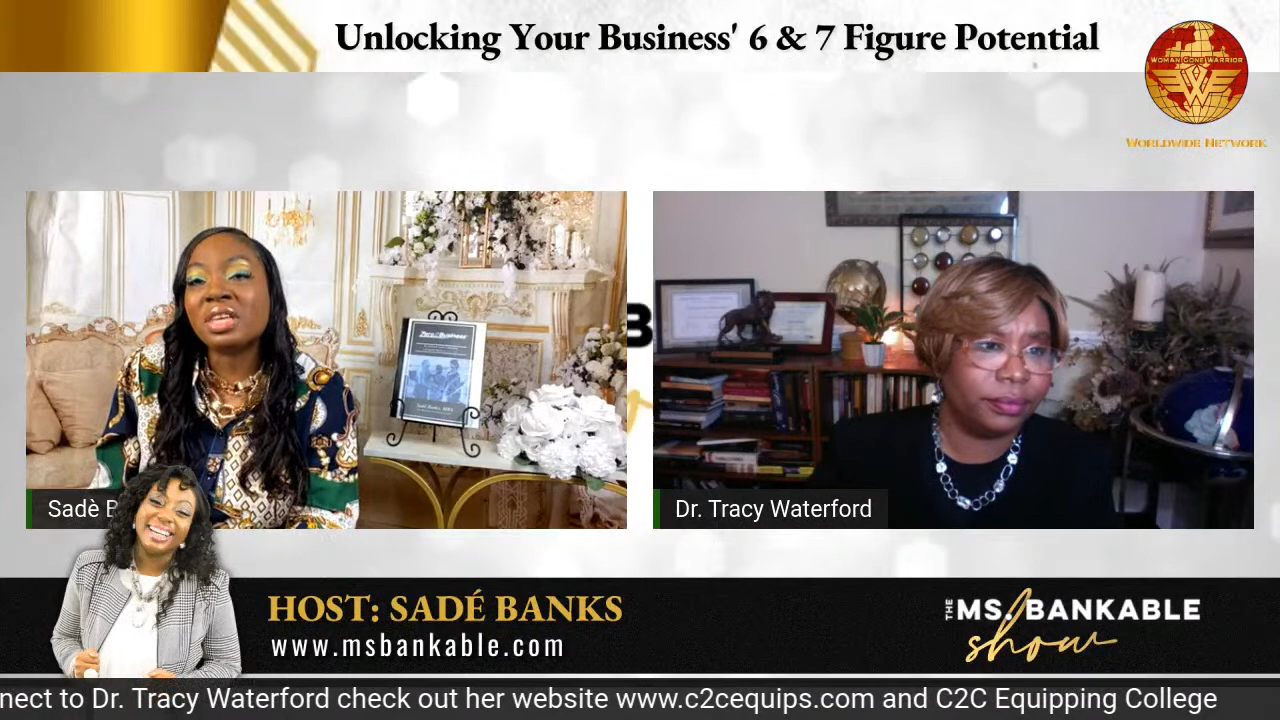 Unlocking Your Business' 6 & 7 Figure Potential
WOMAN GONE WARRIOR
WORLDWIDE NETWORK
Sadè B
Dr. Tracy Waterford
HOST: SADÉ BANKS
www.msbankable.com
THE MS. BANKABLE
show
nect to Dr. Tracy Waterford check out her website www.c2cequips.com and C2C Equipping College